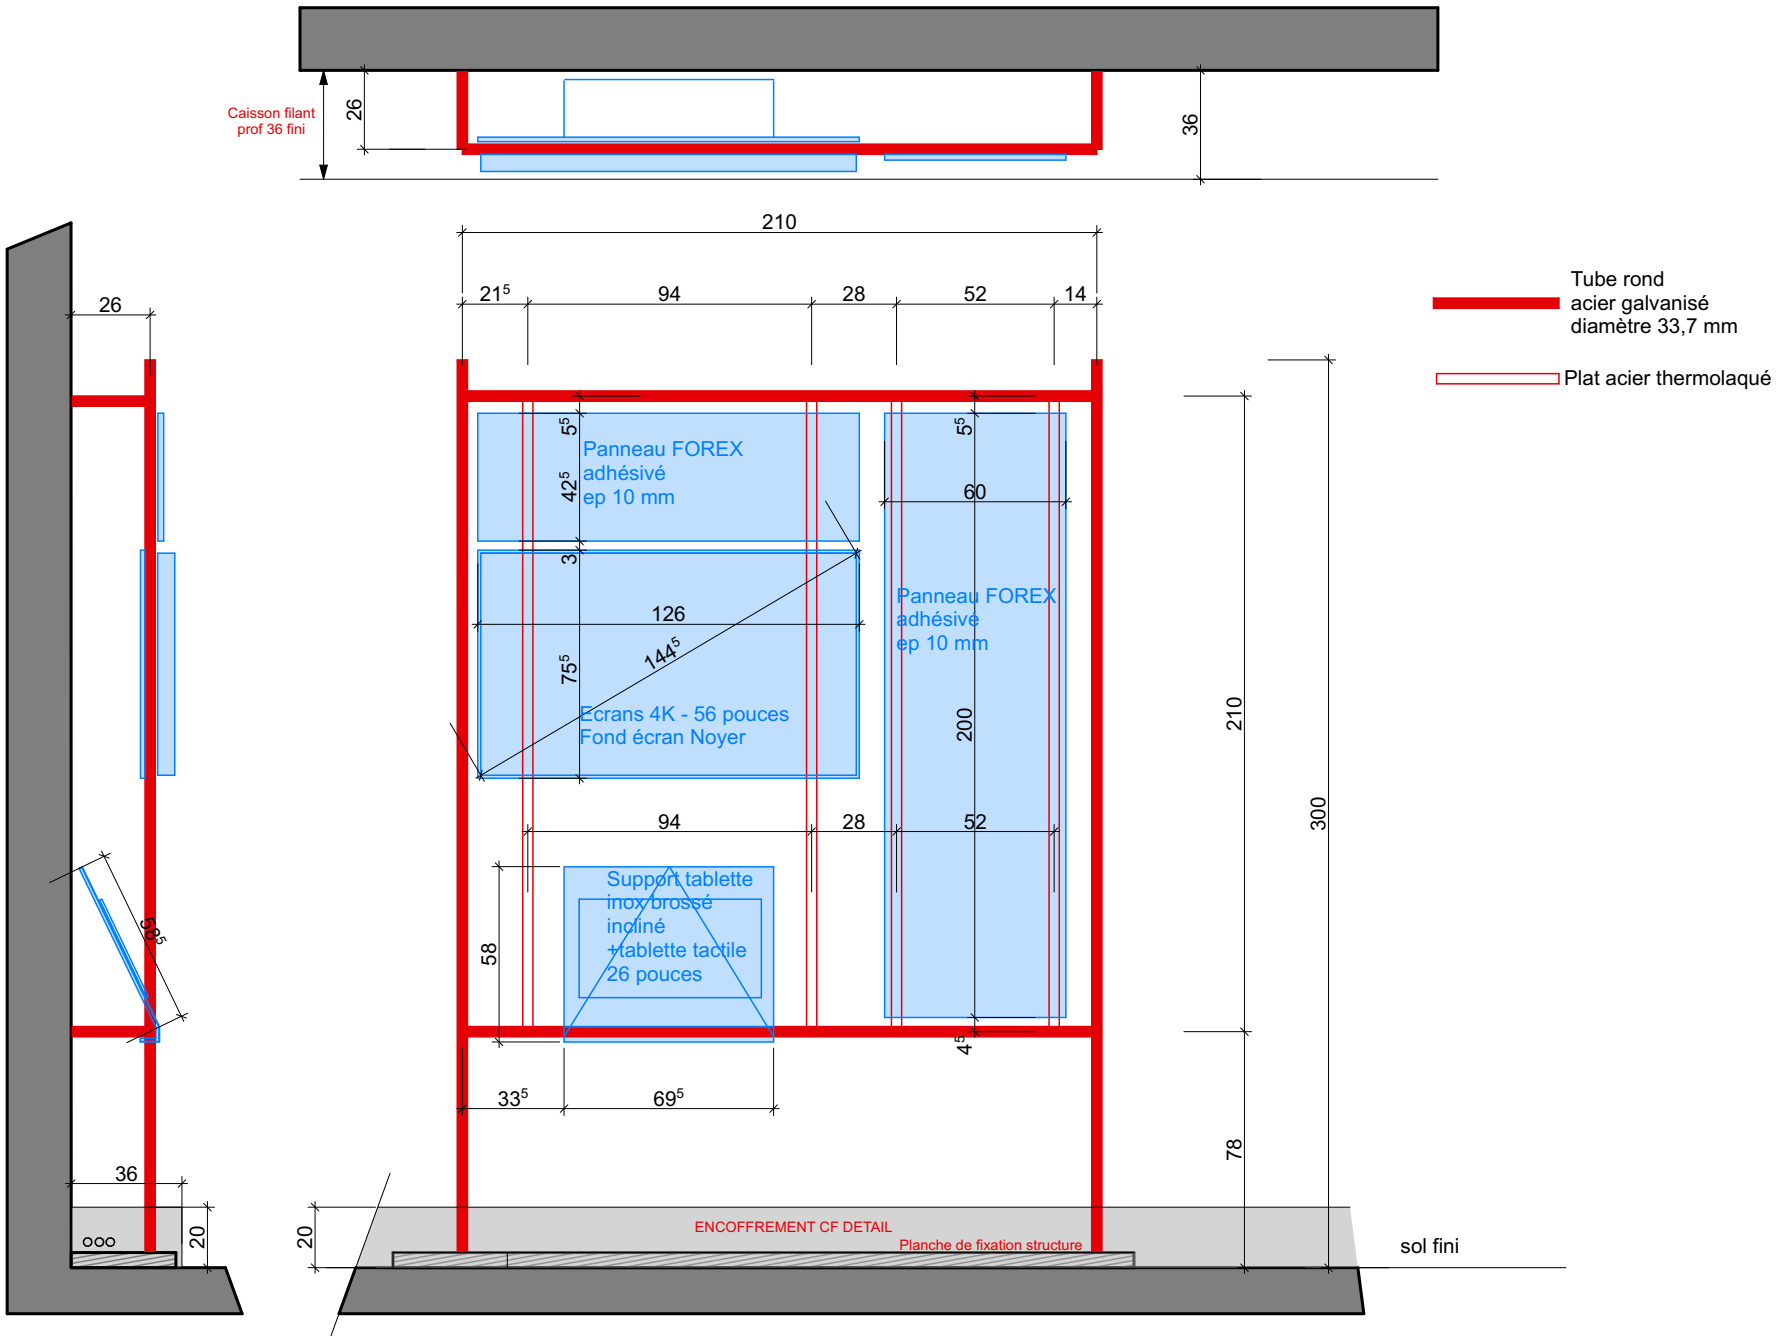 Caisson filant
prof 36 fini
26
36
210
21⁵
94
28
52
14
26
Tube rond
acier galvanisé
diamètre 33,7 mm
Plat acier thermolaqué
5⁵
Panneau FOREX
adhésivé
ep 10 mm
42⁵
5⁵
60
3
126
144⁵
75⁵
Ecrans 4K - 56 pouces
Fond écran Noyer
Panneau FOREX
adhésivé
ep 10 mm
200
210
300
94
28
52
Support tablette
inox brossé
incliné
+tablette tactile
26 pouces
58
58⁵
4⁵
33⁵
69⁵
78
36
20
20
ENCOFFREMENT CF DETAIL
Planche de fixation structure
sol fini